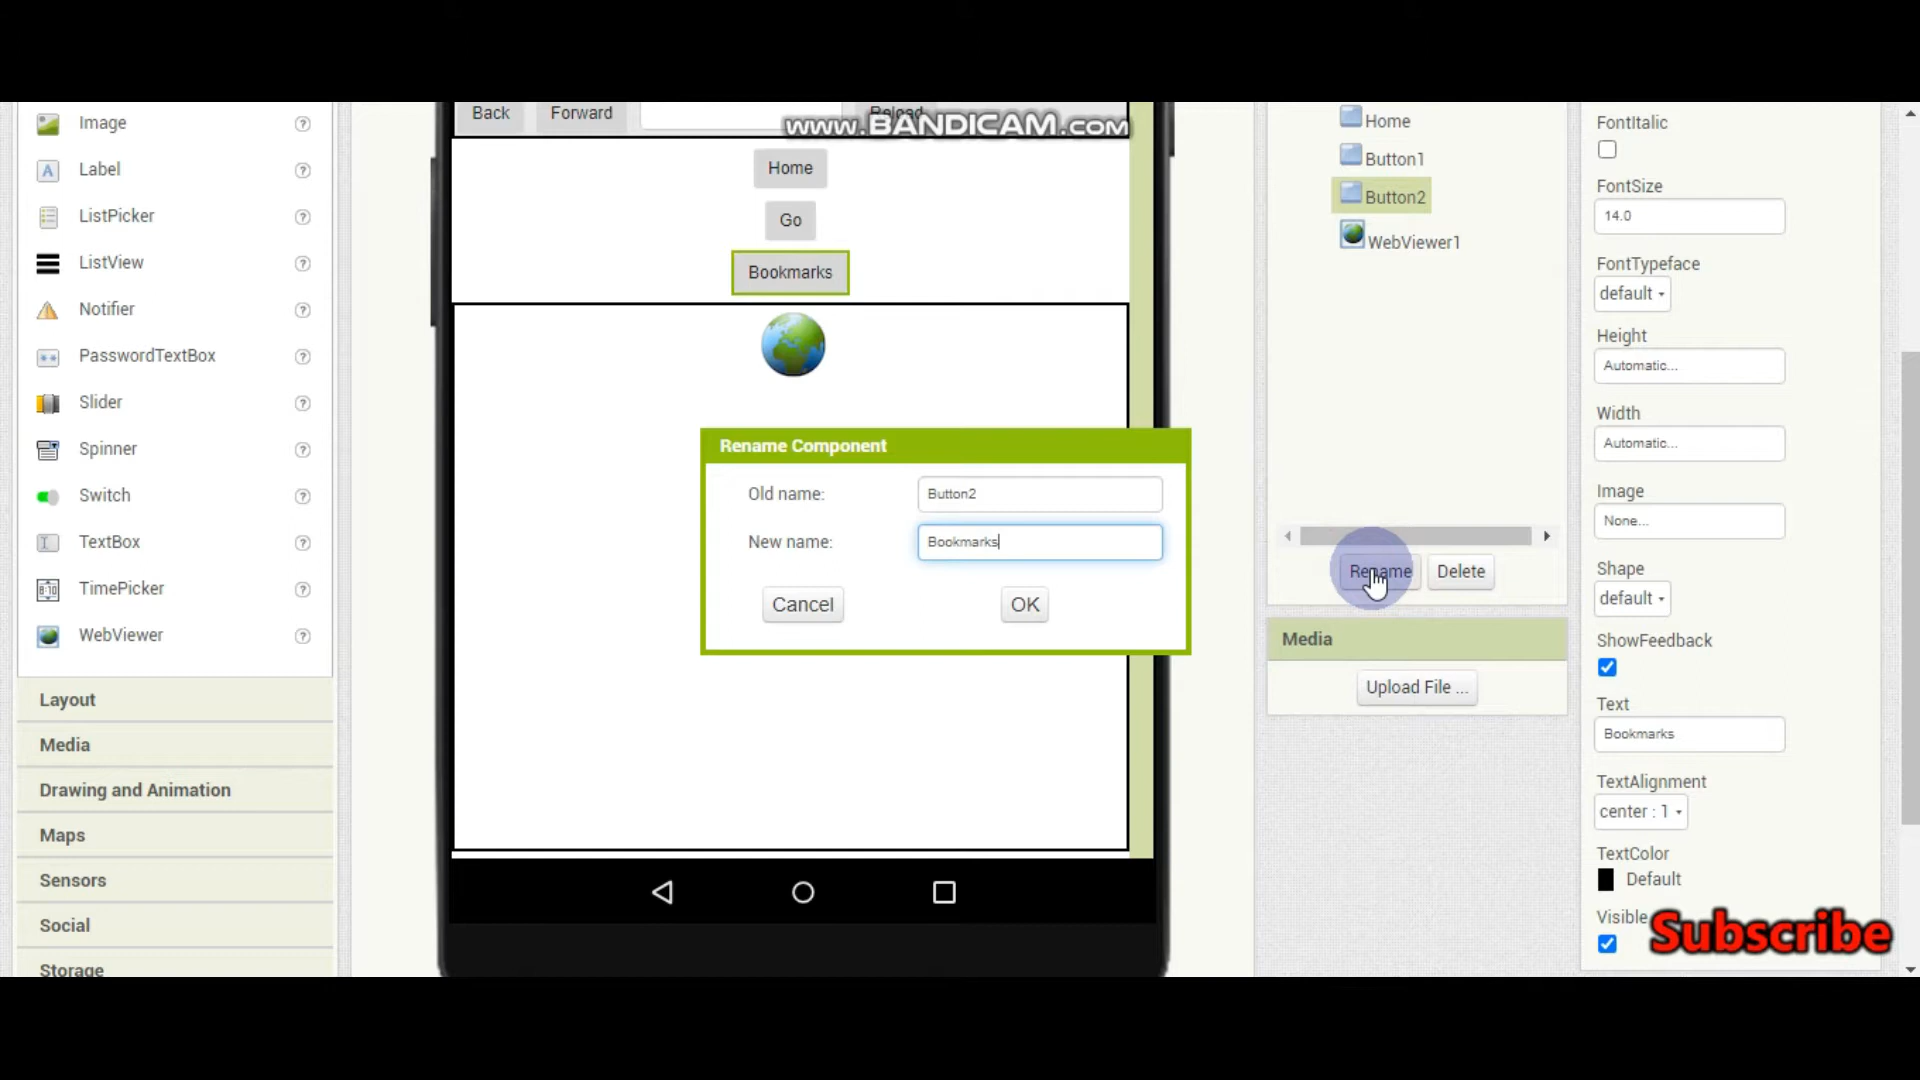 Image
Label
ListPicker
ListView
Notifier
PasswordTextBox
Slider
Spinner
Switch
TextBox
TimePicker
WebViewer
Layout
Media
Drawing and Animation
Maps
Sensors
Social
Storage
Back
Forward
Reload
www.BANDICAM.com
Home
Go
Bookmarks
Rename Component
Old name:
Button2
New name:
Bookmarks
Cancel
OK
Home
Button1
Button2
WebViewer1
Rename
Delete
Media
Upload File ...
FontItalic
FontSize
14.0
FontTypeface
default
Height
Automatic...
Width
Automatic...
Image
None...
Shape
default
ShowFeedback
Text
Bookmarks
TextAlignment
center : 1
TextColor
Default
Visible
Subscribe